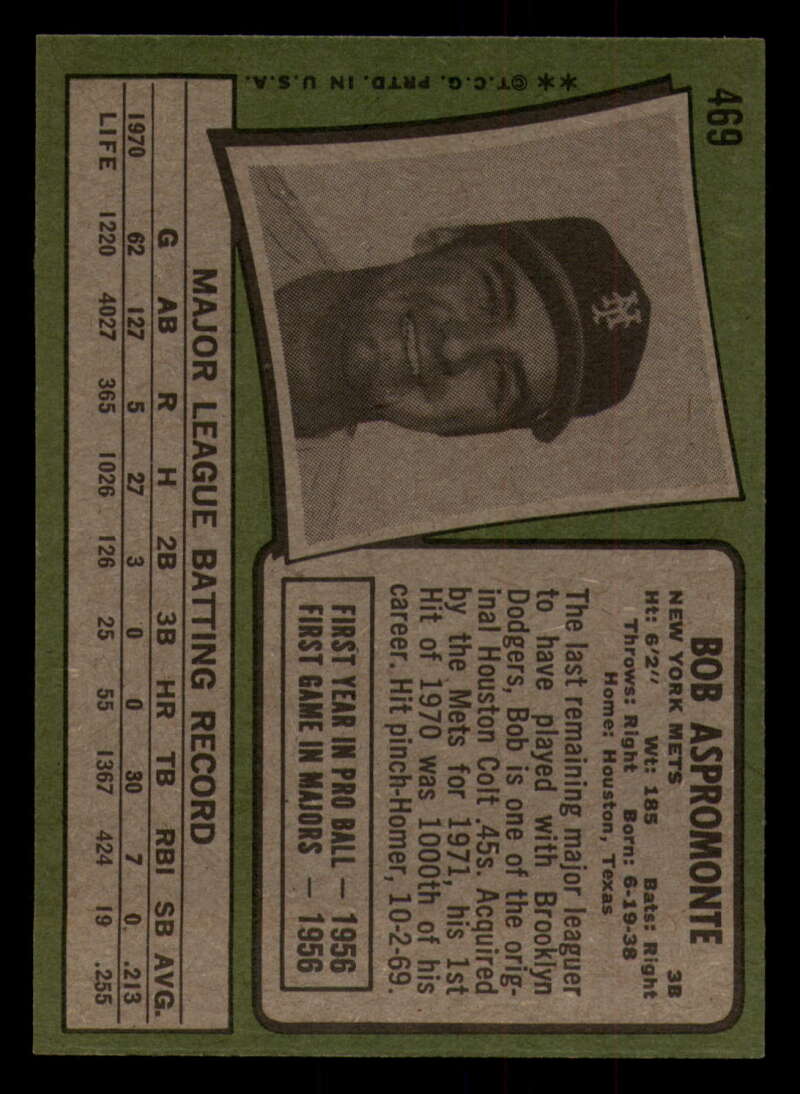 469
**©T.C.G. PRTD. IN U.S.A.
NY
BOB ASPROMONTE
NEW YORK METS 3B
Ht: 6'2" Wt: 185 Bats: Right
Throws: Right Born: 6-19-38
Home: Houston, Texas
The last remaining major leaguer
to have played with Brooklyn
Dodgers, Bob is one of the orig-
inal Houston Colt .45s. Acquired
by the Mets for 1971, his 1st
Hit of 1970 was 1000th of his
career. Hit pinch-Homer, 10-2-69.
FIRST YEAR IN PRO BALL — 1956
FIRST GAME IN MAJORS — 1956
MAJOR LEAGUE BATTING RECORD
G AB R H 2B 3B HR TB RBI SB AVG.
1970 62 127 5 27 3 0 0 30 7 0 .213
LIFE 1220 4027 365 1026 126 25 55 1367 424 19 .255